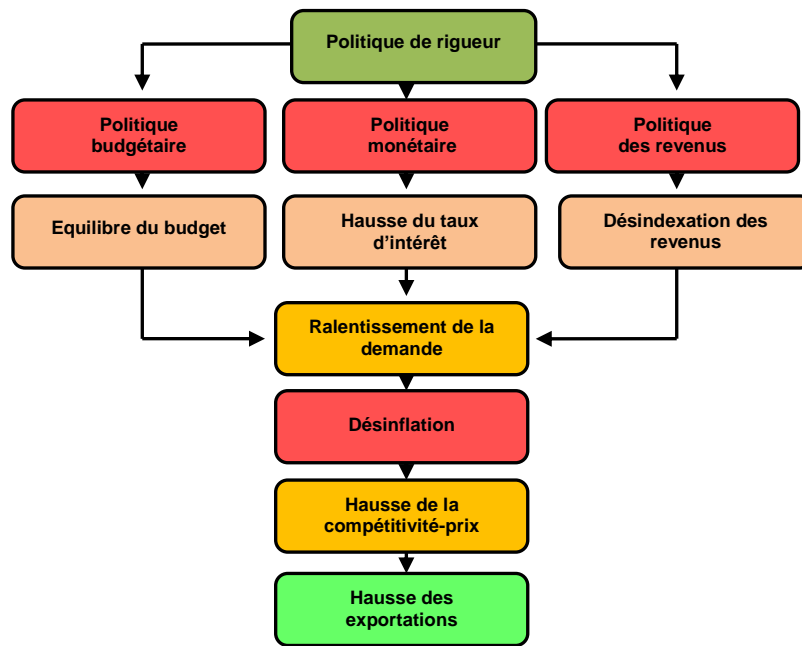 Politique de rigueur
Politique
budgétaire
Politique
monétaire
Politique
des revenus
Equilibre du budget
Hausse du taux
d'intérêt
Désindexation des
revenus
Ralentissement de la
demande
Désinflation
Hausse de la
compétitivité-prix
Hausse des
exportations